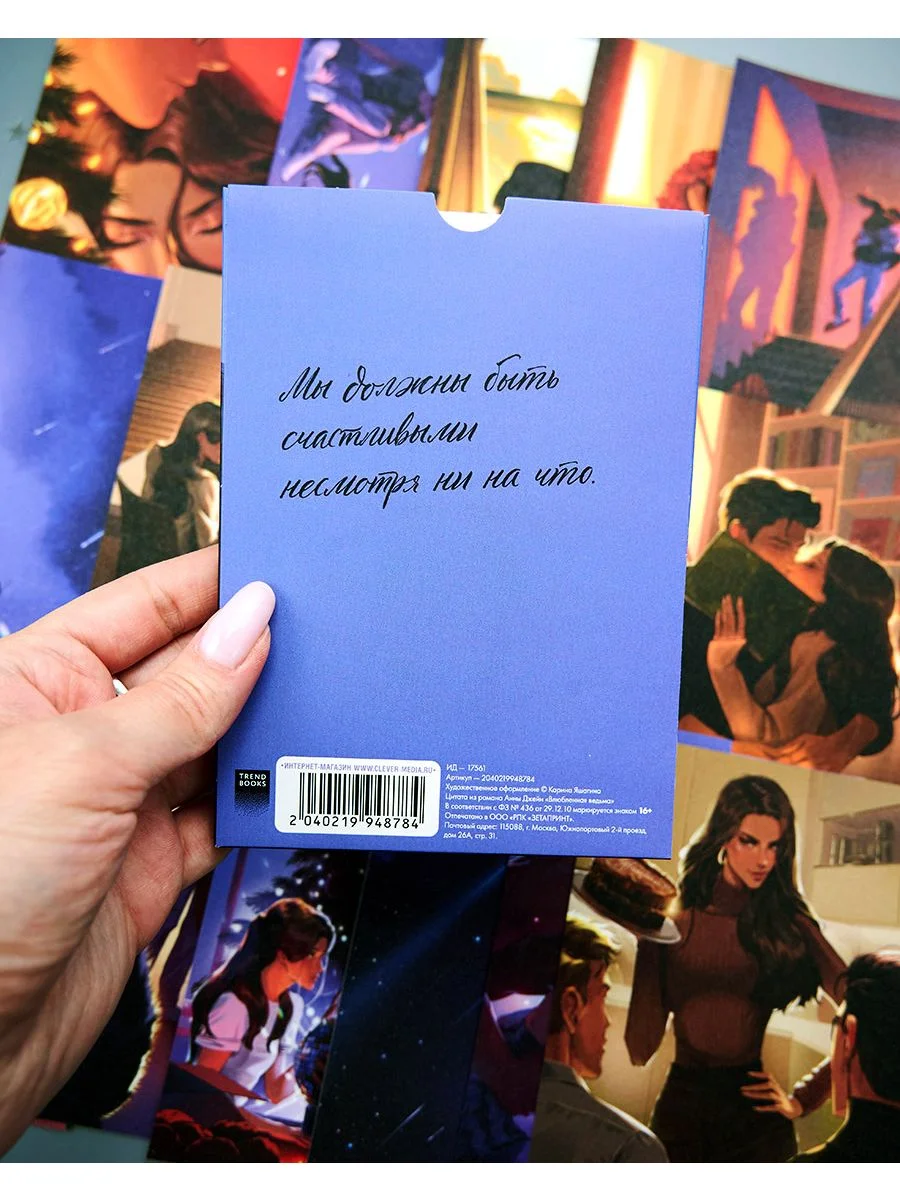 Мы должны быть
счастливыми
несмотря ни на что.
TREND
BOOKS
•ИНТЕРНЕТ-МАГАЗИН WWW.CLEVER-MEDIA.RU•
2 040219 948784
ИД — 17561
Артикул — 2040219948784
Художественное оформление © Карина Яшагина
Цитата из романа Анны Джейн «Влюбленная ведьма»
В соответствии с ФЗ № 436 от 29.12.10 маркируется знаком 16+
Отпечатано в ООО «РПК «ЗЕТАПРИНТ».
Почтовый адрес: 115088, г. Москва, Южнопортовый 2-й проезд,
дом 26А, стр. 31.